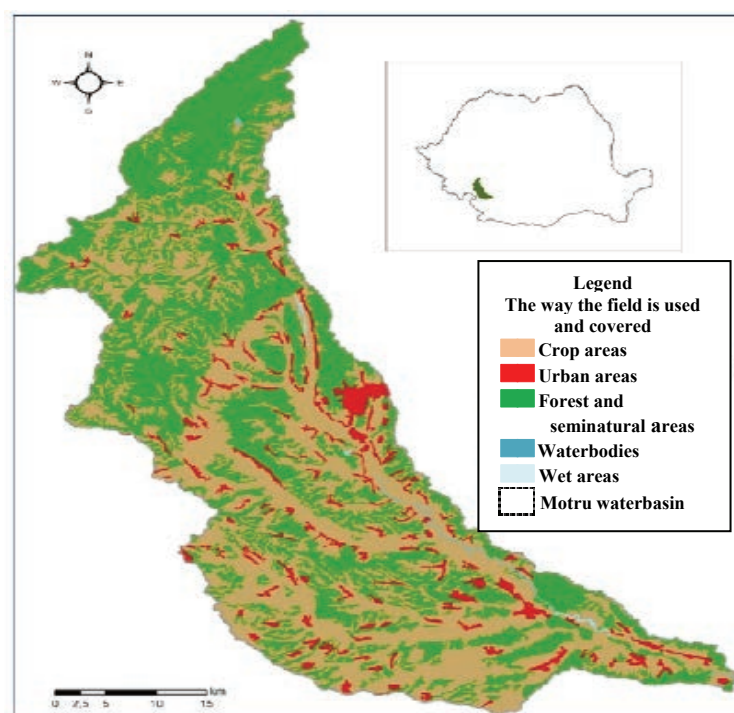 N
W E
S
Legend
The way the field is used
and covered
Crop areas
Urban areas
Forest and
seminatural areas
Waterbodies
Wet areas
Motru waterbasin
km
0 2,5 5 10 15